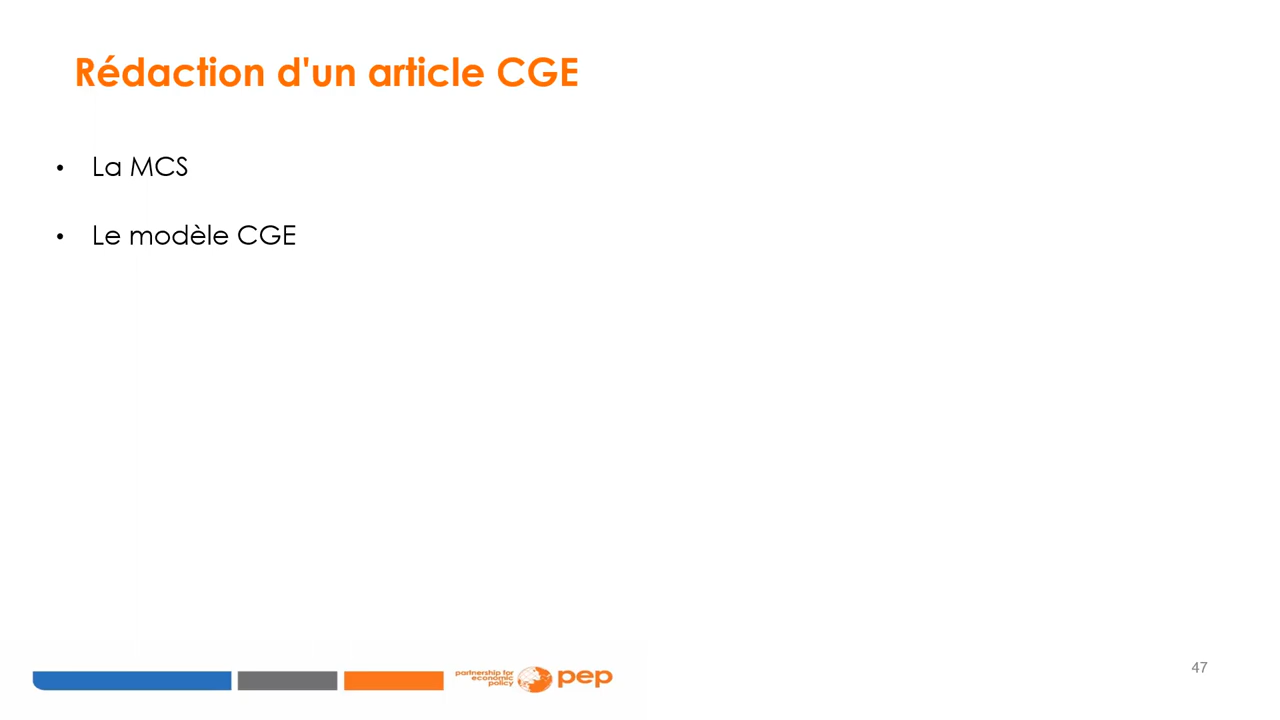 Rédaction d'un article CGE
• La MCS
• Le modèle CGE
partnership for
economic
policy
pep
47